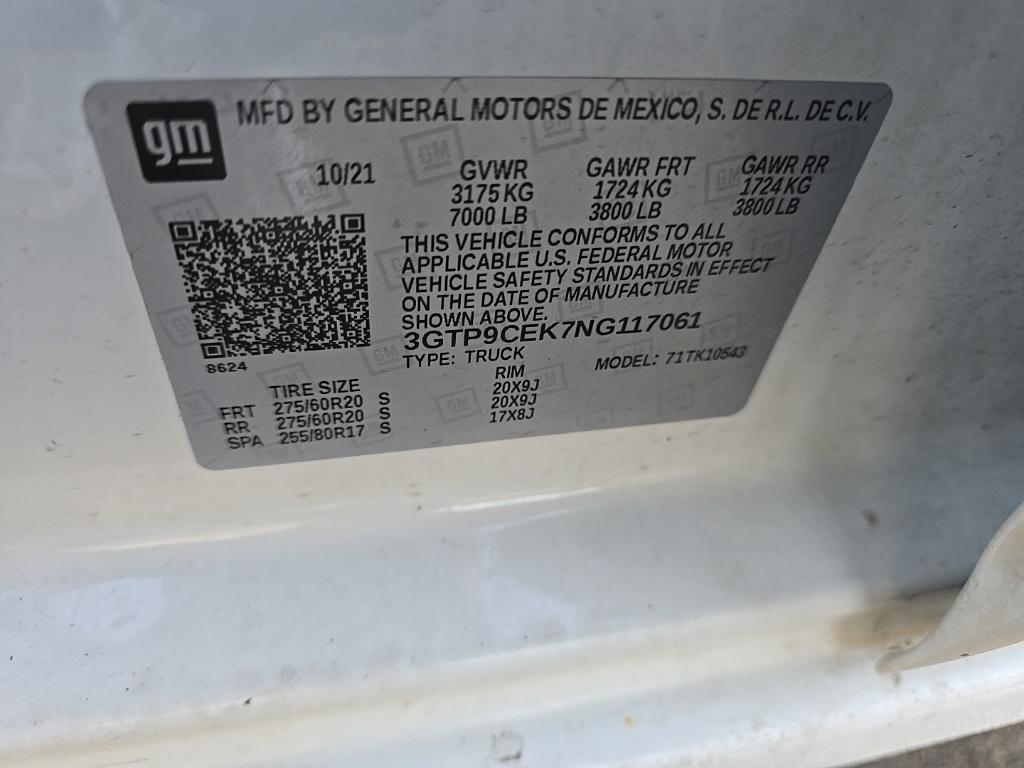 gm
MFD BY GENERAL MOTORS DE MEXICO, S. DE R.L. DE C.V.
10/21 GVWR GAWR FRT GAWR RR
3175 KG 1724 KG 1724 KG
7000 LB 3800 LB 3800 LB
THIS VEHICLE CONFORMS TO ALL
APPLICABLE U.S. FEDERAL MOTOR
VEHICLE SAFETY STANDARDS IN EFFECT
ON THE DATE OF MANUFACTURE
SHOWN ABOVE.
3GTP9CEK7NG117061
TYPE: TRUCK MODEL: 71TK10543
8624
TIRE SIZE RIM
FRT 275/60R20 S 20X9J
RR 275/60R20 S 20X9J
SPA 255/80R17 S 17X8J